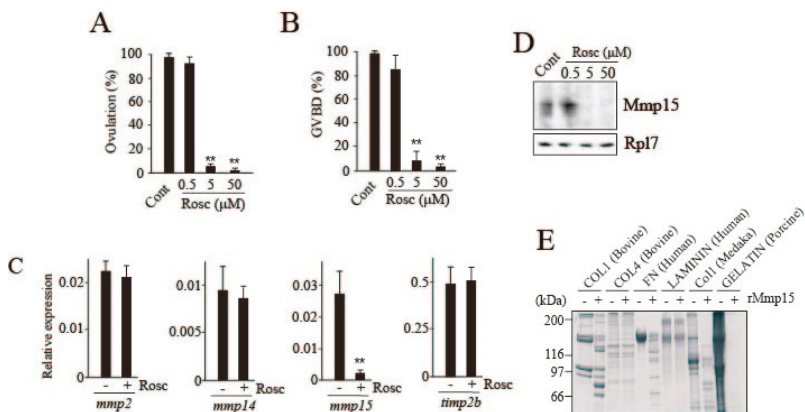 A
Ovulation (%)
100
80
60
40
20
0
Cont
0.5 5 50
Rosc (μM)
**
**
B
GVBD (%)
100
80
60
40
20
0
Cont
0.5 5 50
Rosc (μM)
**
**
C
Relative expression
0.02
0.01
0
- + Rosc
mmp2
0.01
0.005
0
- + Rosc
mmp14
0.03
0.02
0.01
0
**
- + Rosc
mmp15
0.5
0
- + Rosc
timp2b
D
Cont
Rosc (μM)
0.5 5 50
Mmp15
Rpl7
E
COL1 (Bovine)
COL4 (Bovine)
FN (Human)
LAMININ (Human)
Col1 (Medaka)
GELATIN (Porcine)
(kDa) - + - + - + - + - + - + rMmp15
200
116
97
66